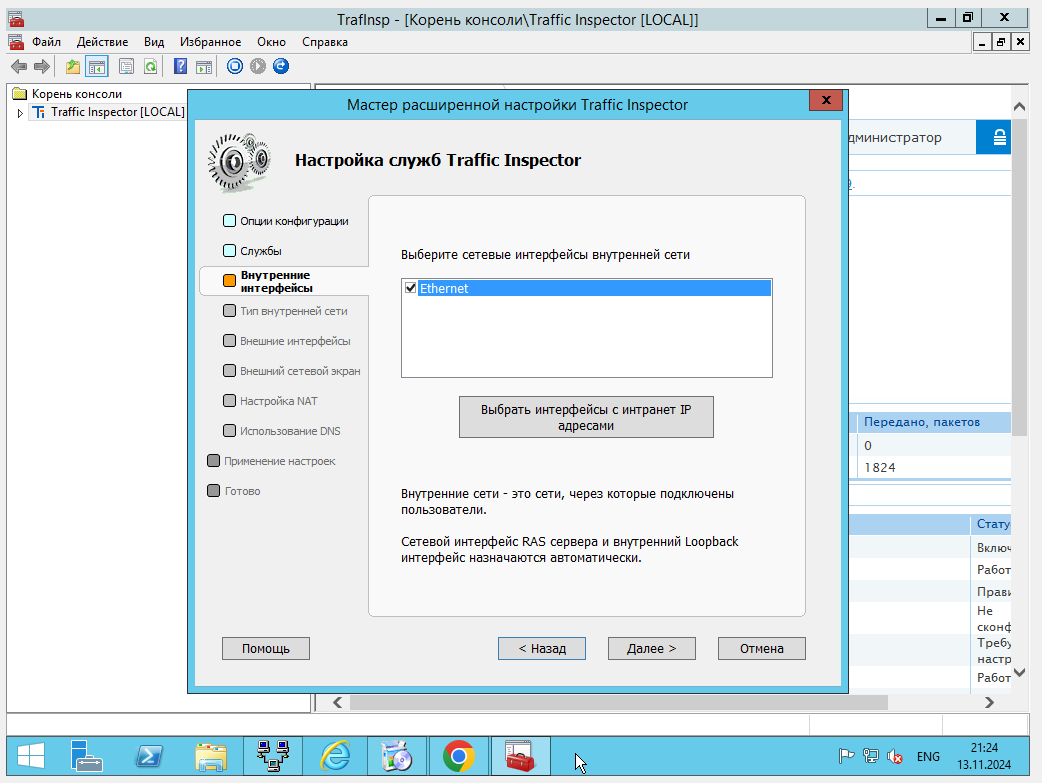 TrafInsp - [Корень консоли\Traffic Inspector [LOCAL]]
Файл Действие Вид Избранное Окно Справка
Корень консоли
Traffic Inspector [LOCAL]
Мастер расширенной настройки Traffic Inspector
Настройка служб Traffic Inspector
Опции конфигурации
Службы
Внутренние
интерфейсы
Тип внутренней сети
Внешние интерфейсы
Внешний сетевой экран
Настройка NAT
Использование DNS
Применение настроек
Готово
Выберите сетевые интерфейсы внутренней сети
Ethernet
Выбрать интерфейсы с интранет IP
адресами
Внутренние сети - это сети, через которые подключены
пользователи.
Сетевой интерфейс RAS сервера и внутренний Loopback
интерфейс назначаются автоматически.
Помощь
< Назад
Далее >
Отмена
дминистратор
Передано, пакетов
0
1824
Стату
Включ
Работ
Прави
Не
сконф
Требу
настр
Работ
ENG
21:24
13.11.2024